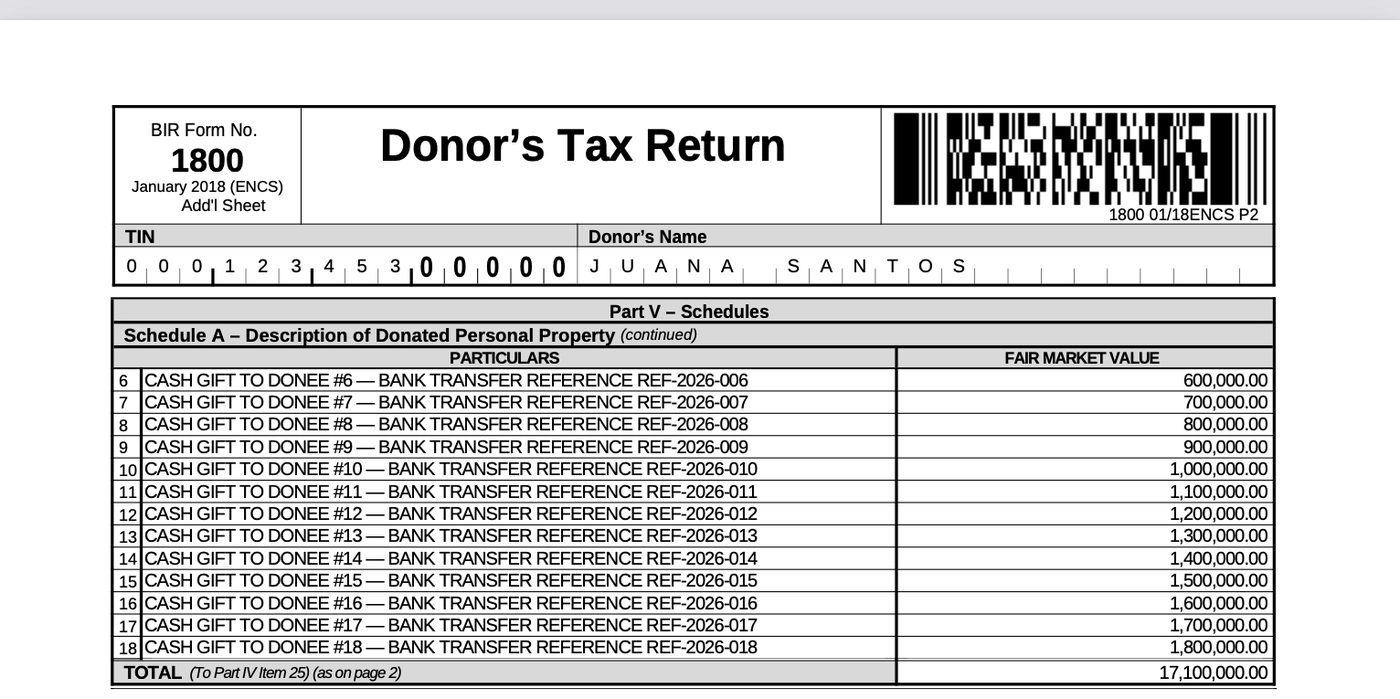 BIR Form No.
1800
January 2018 (ENCS)
Add'l Sheet
Donor's Tax Return
1800 01/18ENCS P2
TIN
Donor's Name
0 0 0 1 2 3 4 5 3 0 0 0 0 0
J U A N A S A N T O S
Part V – Schedules
Schedule A – Description of Donated Personal Property (continued)
PARTICULARS FAIR MARKET VALUE
6 CASH GIFT TO DONEE #6 — BANK TRANSFER REFERENCE REF-2026-006 600,000.00
7 CASH GIFT TO DONEE #7 — BANK TRANSFER REFERENCE REF-2026-007 700,000.00
8 CASH GIFT TO DONEE #8 — BANK TRANSFER REFERENCE REF-2026-008 800,000.00
9 CASH GIFT TO DONEE #9 — BANK TRANSFER REFERENCE REF-2026-009 900,000.00
10 CASH GIFT TO DONEE #10 — BANK TRANSFER REFERENCE REF-2026-010 1,000,000.00
11 CASH GIFT TO DONEE #11 — BANK TRANSFER REFERENCE REF-2026-011 1,100,000.00
12 CASH GIFT TO DONEE #12 — BANK TRANSFER REFERENCE REF-2026-012 1,200,000.00
13 CASH GIFT TO DONEE #13 — BANK TRANSFER REFERENCE REF-2026-013 1,300,000.00
14 CASH GIFT TO DONEE #14 — BANK TRANSFER REFERENCE REF-2026-014 1,400,000.00
15 CASH GIFT TO DONEE #15 — BANK TRANSFER REFERENCE REF-2026-015 1,500,000.00
16 CASH GIFT TO DONEE #16 — BANK TRANSFER REFERENCE REF-2026-016 1,600,000.00
17 CASH GIFT TO DONEE #17 — BANK TRANSFER REFERENCE REF-2026-017 1,700,000.00
18 CASH GIFT TO DONEE #18 — BANK TRANSFER REFERENCE REF-2026-018 1,800,000.00
TOTAL (To Part IV Item 25) (as on page 2) 17,100,000.00